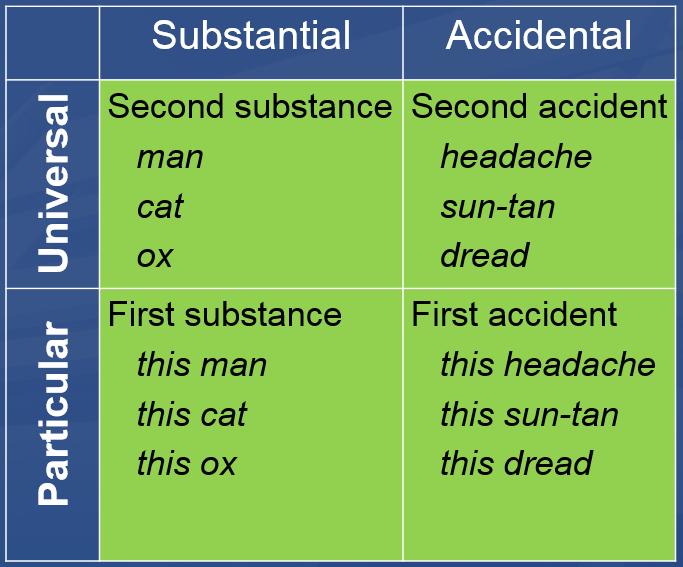 Substantial
Accidental
Universal
Second substance
man
cat
ox
Second accident
headache
sun-tan
dread
Particular
First substance
this man
this cat
this ox
First accident
this headache
this sun-tan
this dread